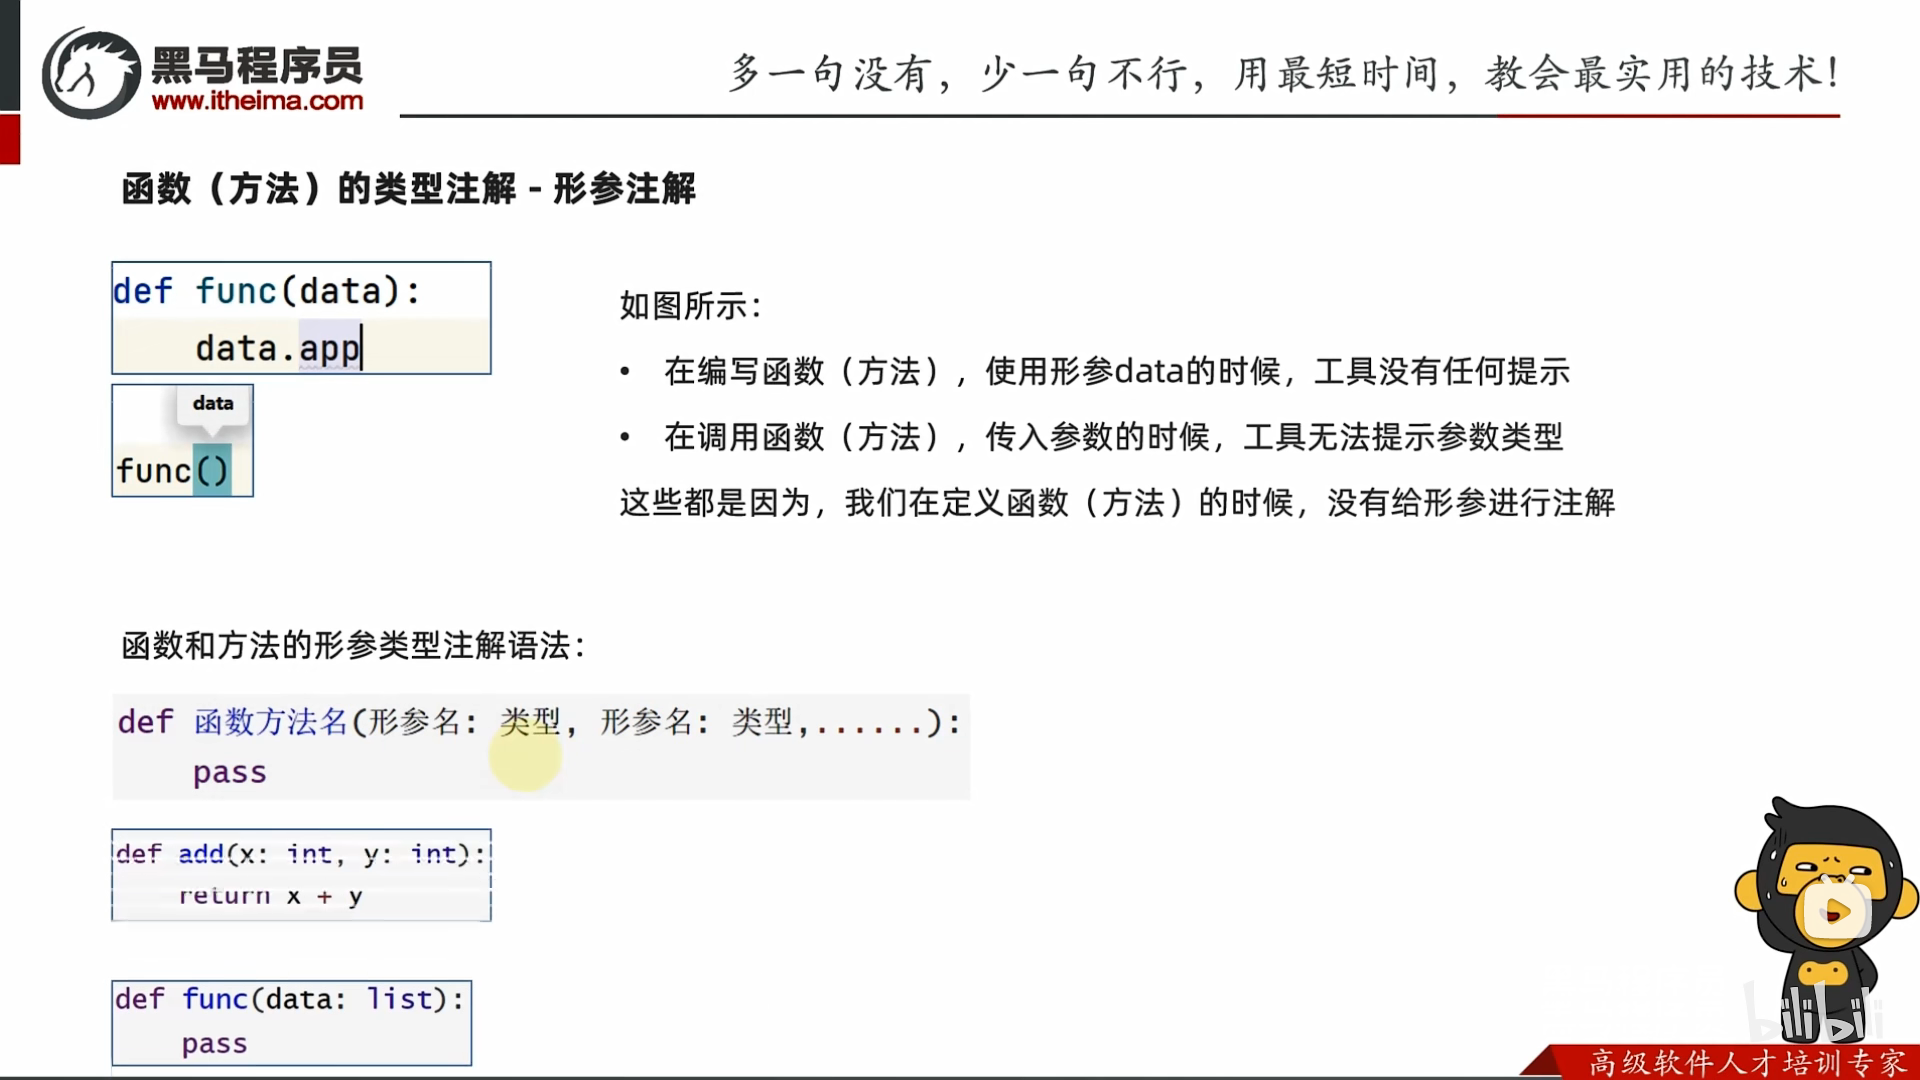 黑马程序员
www.itheima.com
多一句没有，少一句不行，用最短时间，教会最实用的技术！
函数（方法）的类型注解 - 形参注解
def func(data):
data.app
data
func()
如图所示：
• 在编写函数（方法），使用形参data的时候，工具没有任何提示
• 在调用函数（方法），传入参数的时候，工具无法提示参数类型
这些都是因为，我们在定义函数（方法）的时候，没有给形参进行注解
函数和方法的形参类型注解语法：
def 函数方法名(形参名: 类型, 形参名: 类型,......):
pass
def add(x: int, y: int):
return x + y
def func(data: list):
pass
bilibili
高级软件人才培训专家